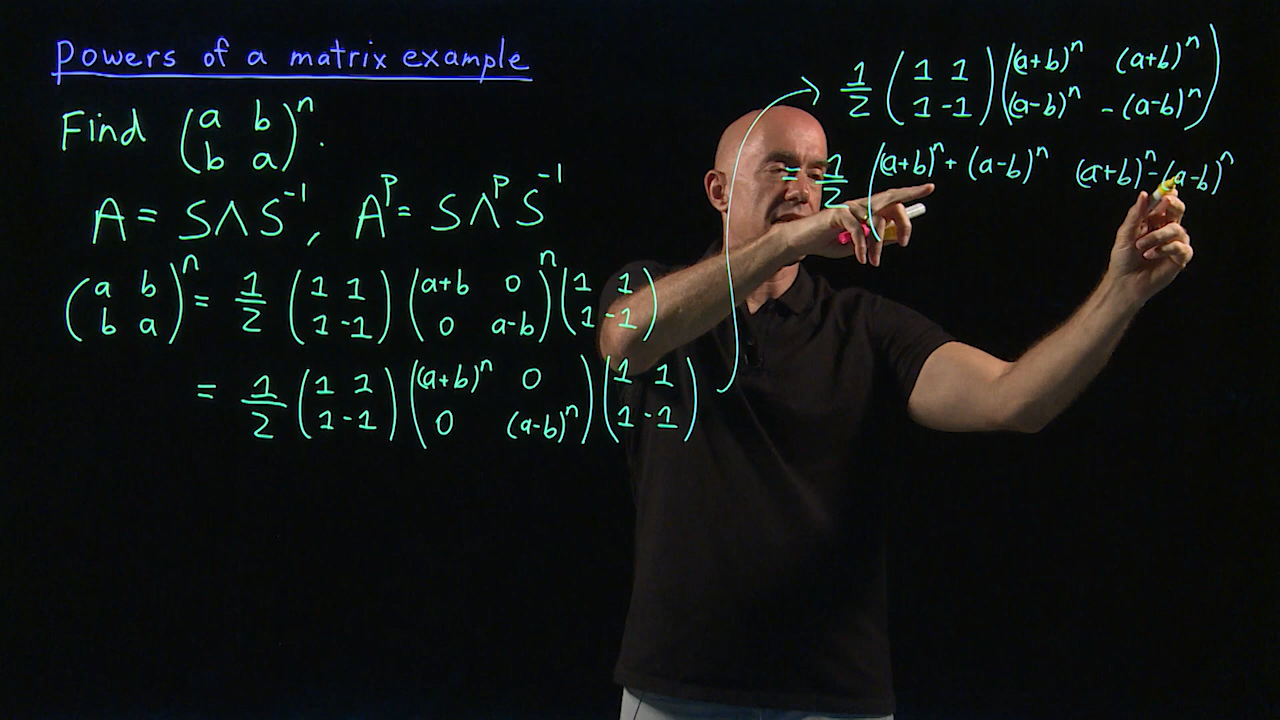 Powers of a matrix example
Find (a b; b a)ⁿ.
A = SΛS⁻¹, Aᵖ = SΛᵖS⁻¹
(a b; b a)ⁿ = 1/2 (1 1; 1 -1) (a+b 0; 0 a-b)ⁿ (1 1; 1 -1)
= 1/2 (1 1; 1 -1) ((a+b)ⁿ 0; 0 (a-b)ⁿ) (1 1; 1 -1)
1/2 (1 1; 1 -1) ((a+b)ⁿ (a+b)ⁿ; (a-b)ⁿ -(a-b)ⁿ)
= 1/2 ((a+b)ⁿ + (a-b)ⁿ (a+b)ⁿ - (a-b)ⁿ